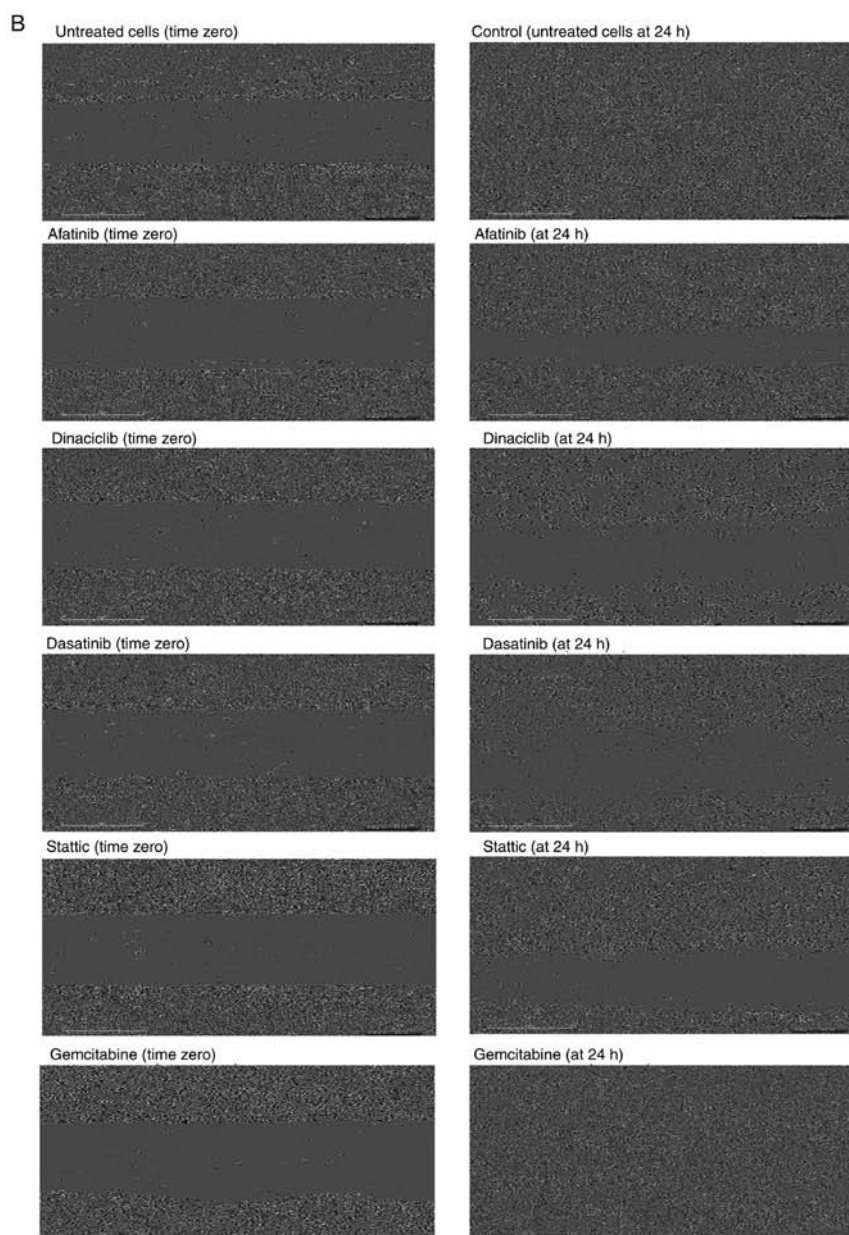 B
Untreated cells (time zero)
Control (untreated cells at 24 h)
Afatinib (time zero)
Afatinib (at 24 h)
Dinaciclib (time zero)
Dinaciclib (at 24 h)
Dasatinib (time zero)
Dasatinib (at 24 h)
Stattic (time zero)
Stattic (at 24 h)
Gemcitabine (time zero)
Gemcitabine (at 24 h)